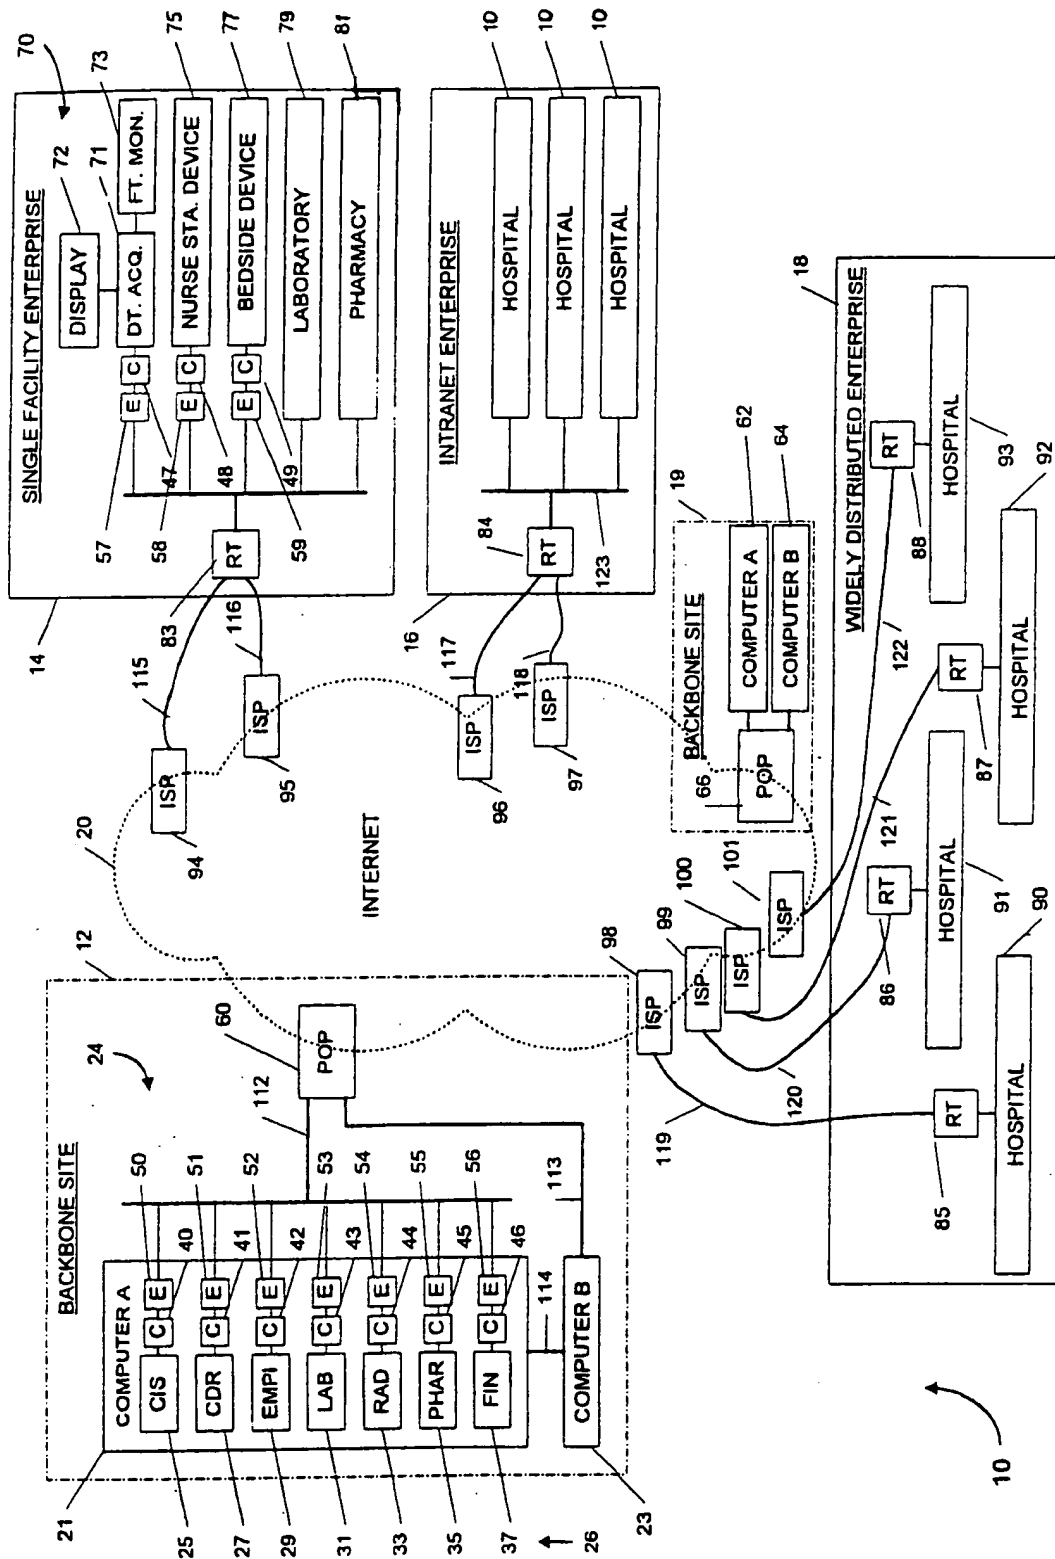 BACKBONE SITE
12
24
20
COMPUTER A
CIS
C
E
CDR
C
E
EMPI
C
E
LAB
C
E
RAD
C
E
PHAR
C
E
FIN
C
E
COMPUTER B
POP
60
112
50
51
52
53
54
55
56
40
41
42
43
44
45
46
113
114
21
25
27
29
31
33
35
37
26
23
INTERNET
ISP
94
ISP
95
ISP
96
ISP
97
ISP
98
ISP
99
ISP
100
ISP
101
115
116
117
118
119
120
121
122
SINGLE FACILITY ENTERPRISE
14
70
DISPLAY
72
71
73
E
C
DT. ACQ.
FT. MON.
E
C
NURSE STA. DEVICE
75
E
C
BEDSIDE DEVICE
77
LABORATORY
79
PHARMACY
81
57
47
58
48
59
49
RT
83
INTRANET ENTERPRISE
16
HOSPITAL
10
HOSPITAL
10
HOSPITAL
10
RT
84
123
BACKBONE SITE
19
POP
66
COMPUTER A
62
COMPUTER B
64
WIDELY DISTRIBUTED ENTERPRISE
18
RT
85
HOSPITAL
90
RT
86
HOSPITAL
91
RT
87
HOSPITAL
92
RT
88
HOSPITAL
93
10